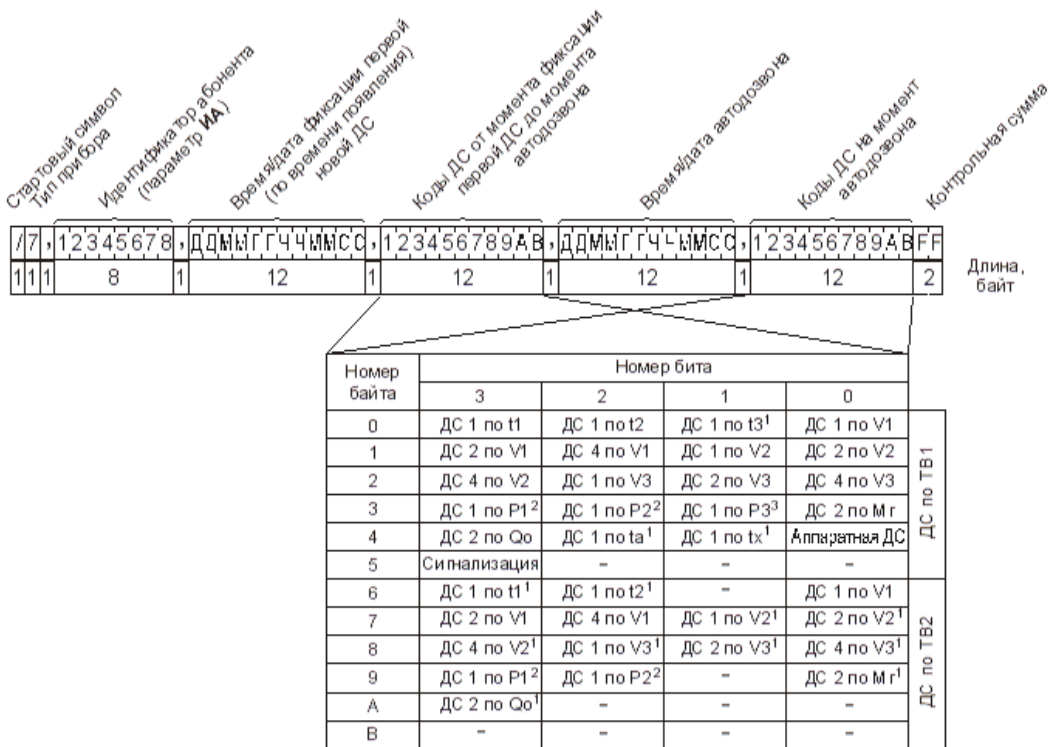 Стартовый символ
Тип прибора
Идентификатор абонента
(параметр ИА)
Время/дата фиксации первой
(по времени появления)
новой ДС
Коды ДС от момента фиксации
первой ДС до момента
автодозвона
Время/дата автодозвона
Коды ДС на момент
автодозвона
Контрольная сумма
/ 7 , 1 2 3 4 5 6 7 8 , Д Д М М Г Г Ч Ч М М С С , 1 2 3 4 5 6 7 8 9 А В , Д Д М М Г Г Ч Ч М М С С , 1 2 3 4 5 6 7 8 9 А В F F
1 1 1 8 1 12 1 12 1 12 1 12 2
Длина,
байт
Номер
байта
Номер бита
3 2 1 0
0 ДС 1 по t1 ДС 1 по t2 ДС 1 по t3¹ ДС 1 по V1
1 ДС 2 по V1 ДС 4 по V1 ДС 1 по V2 ДС 2 по V2
2 ДС 4 по V2 ДС 1 по V3 ДС 2 по V3 ДС 4 по V3
3 ДС 1 по P1² ДС 1 по P2² ДС 1 по P3³ ДС 2 по Mг
4 ДС 2 по Qo ДС 1 по ta¹ ДС 1 по tx¹ Аппаратная ДС
5 Сигнализация – – –
ДС по ТВ1
6 ДС 1 по t1¹ ДС 1 по t2¹ – ДС 1 по V1
7 ДС 2 по V1 ДС 4 по V1 ДС 1 по V2¹ ДС 2 по V2¹
8 ДС 4 по V2¹ ДС 1 по V3¹ ДС 2 по V3¹ ДС 4 по V3¹
9 ДС 1 по P1² ДС 1 по P2² – ДС 2 по Mг¹
A ДС 2 по Qo¹ – – –
B – – – –
ДС по ТВ2